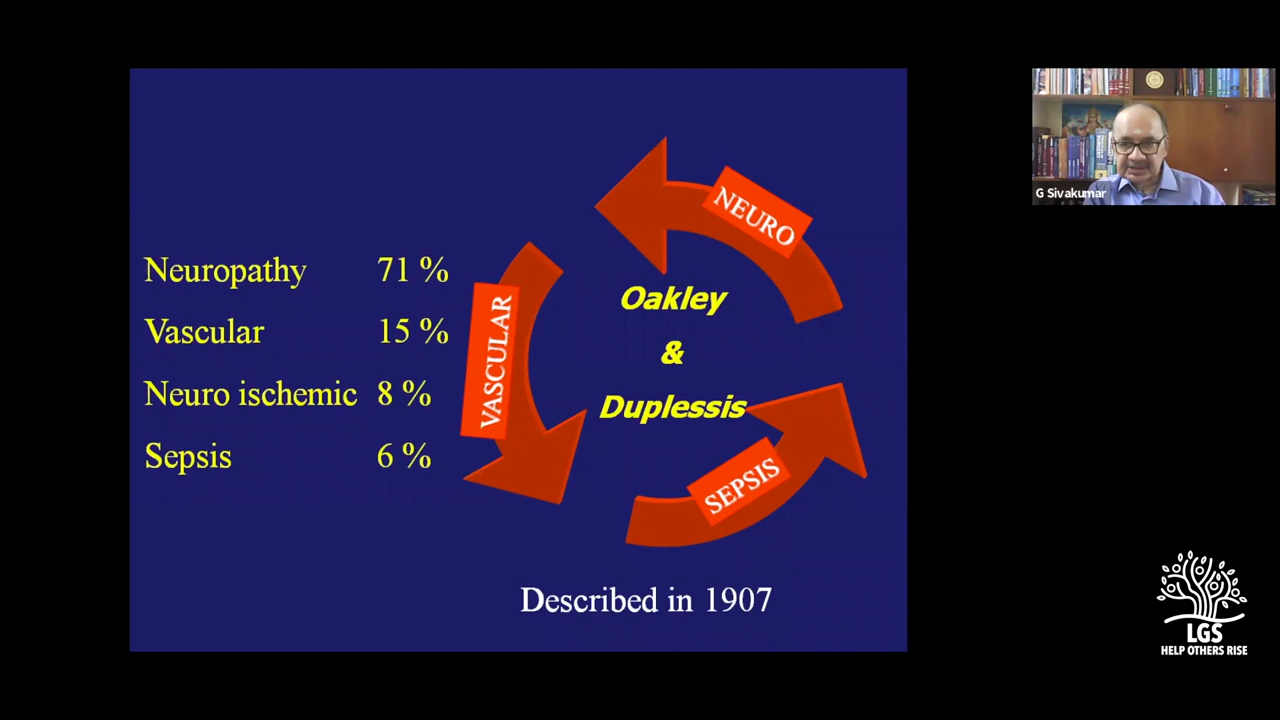 Neuropathy 71 %
Vascular 15 %
Neuro ischemic 8 %
Sepsis 6 %
NEURO
VASCULAR
SEPSIS
Oakley
&
Duplessis
Described in 1907
G Sivakumar
LGS
HELP OTHERS RISE